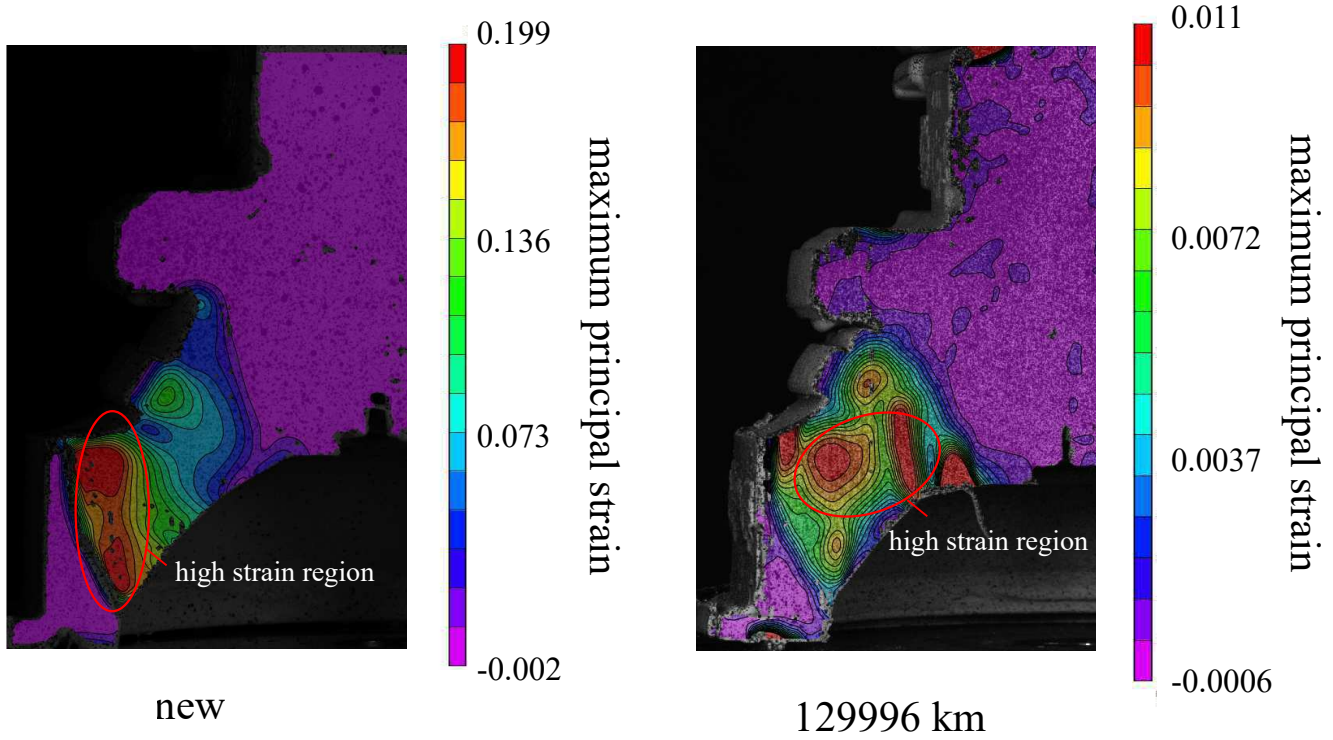 0.199
0.136
0.073
-0.002
maximum principal strain
high strain region
new
0.011
0.0072
0.0037
-0.0006
maximum principal strain
high strain region
129996 km